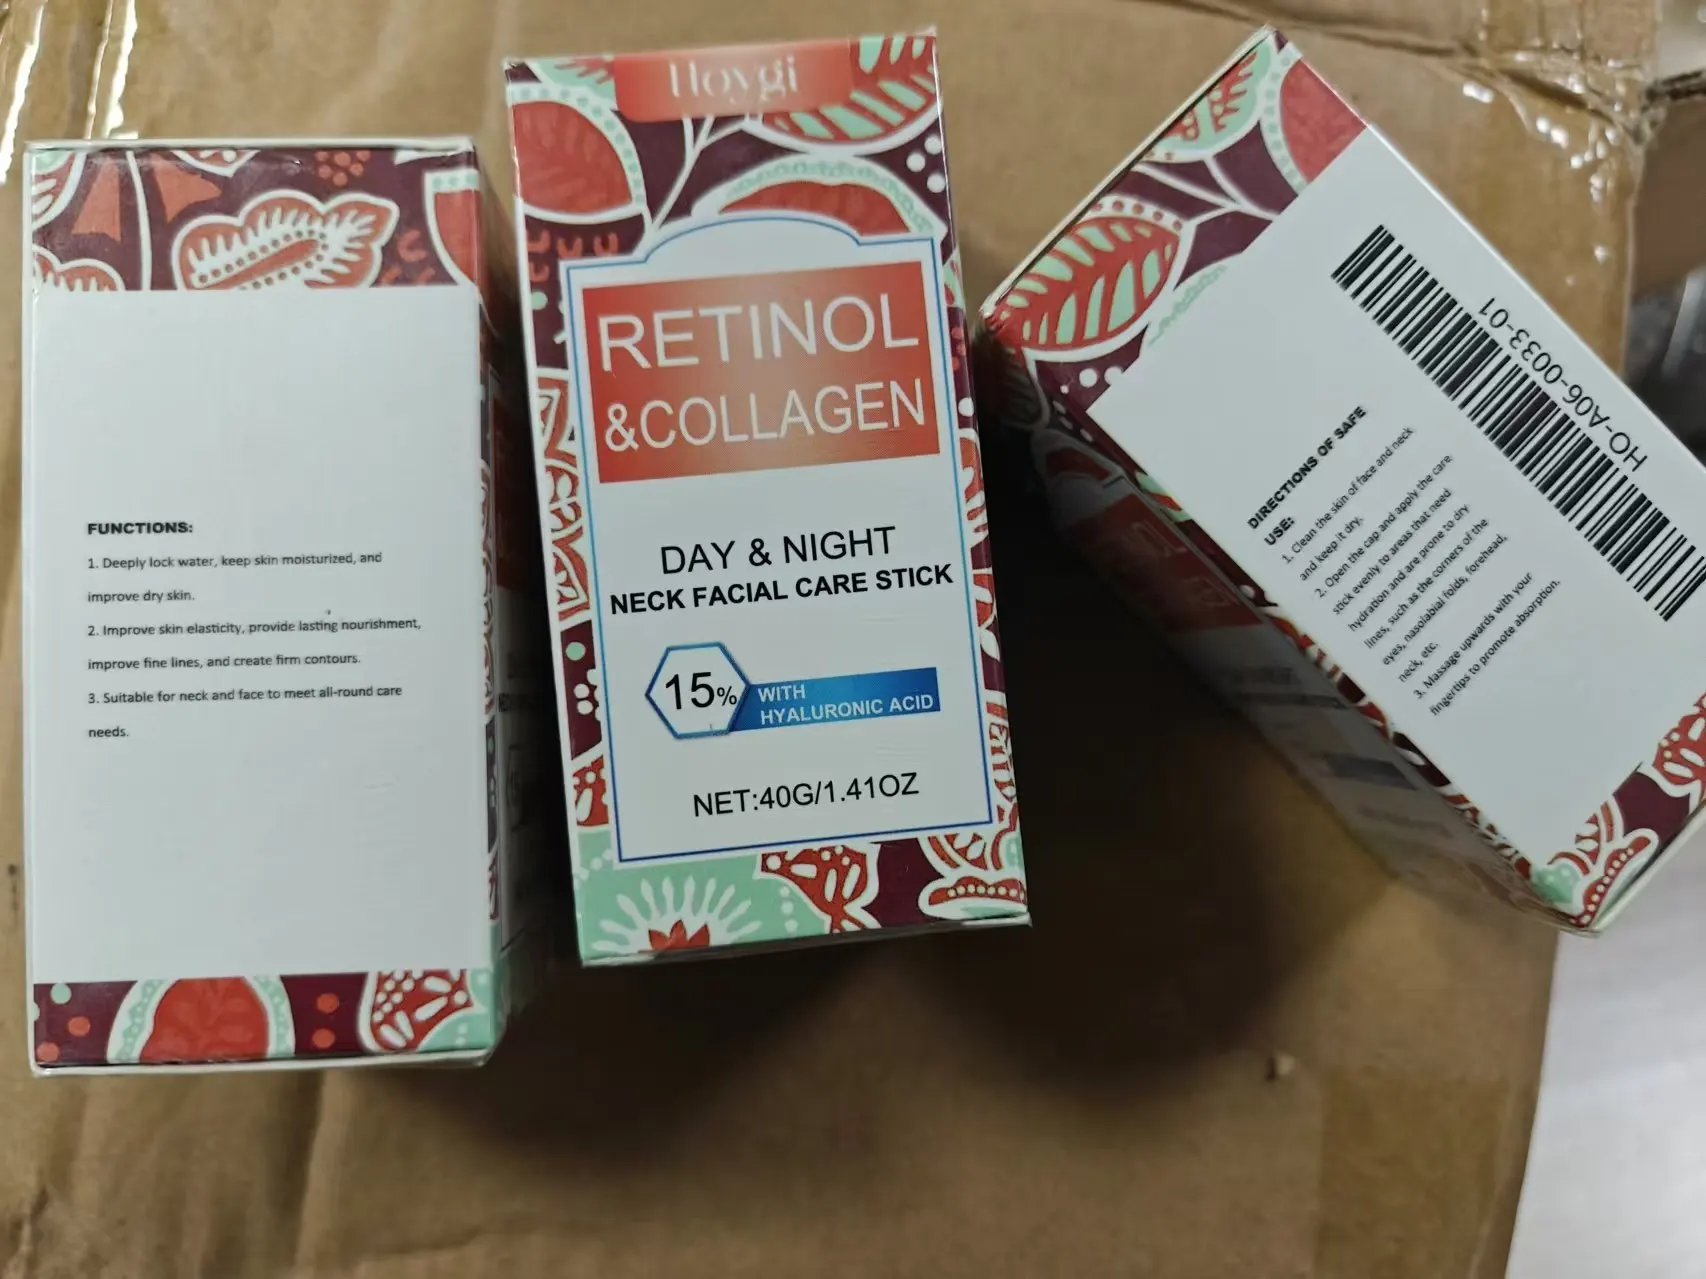 FUNCTIONS:
1. Deeply lock water, keep skin moisturized, and
improve dry skin.
2. Improve skin elasticity, provide lasting nourishment,
improve fine lines, and create firm contours.
3. Suitable for neck and face to meet all-round care
needs.
Hoygi
RETINOL
&COLLAGEN
DAY & NIGHT
NECK FACIAL CARE STICK
15%
WITH
HYALURONIC ACID
NET:40G/1.41OZ
HO-A06-0033-01
DIRECTIONS OF SAFE
USE:
1. Clean the skin of face and neck
and keep it dry.
2. Open the cap and apply the care
stick evenly to areas that need
hydration and are prone to dry
lines, such as the corners of the
eyes, nasolabial folds, forehead,
neck, etc.
3. Massage upwards with your
fingertips to promote absorption.